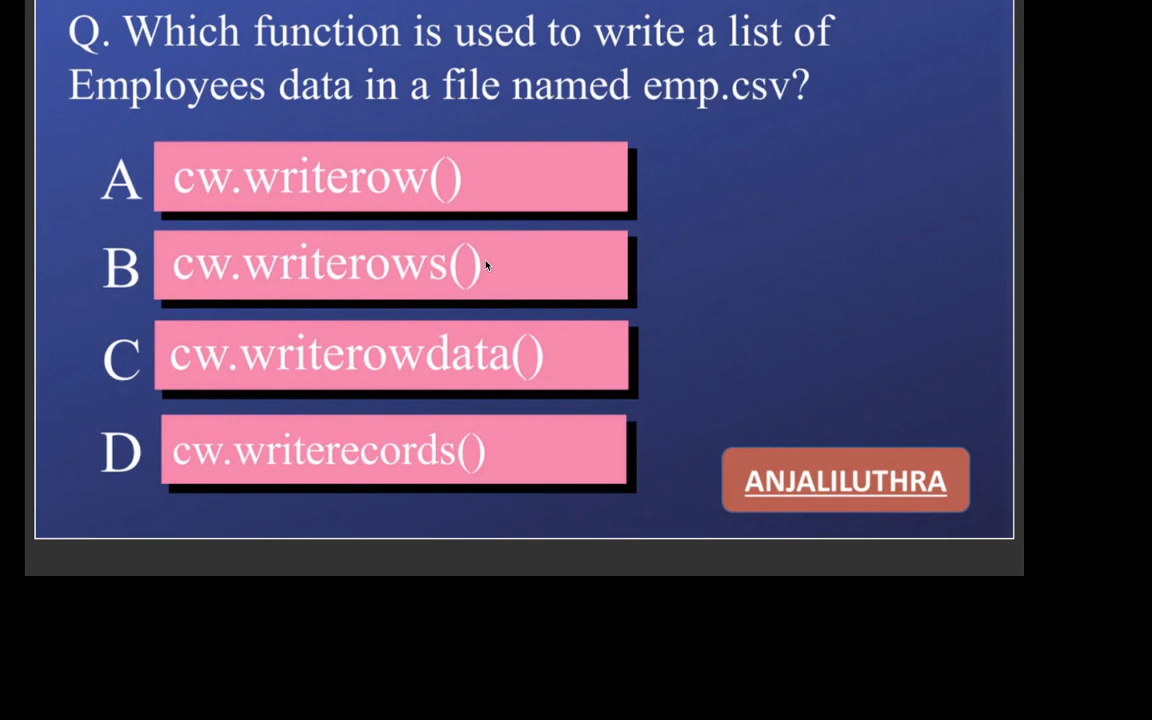 Q. Which function is used to write a list of
Employees data in a file named emp.csv?
A cw.writerow()
B cw.writerows()
C cw.writerowdata()
D cw.writerecords()
ANJALILUTHRA